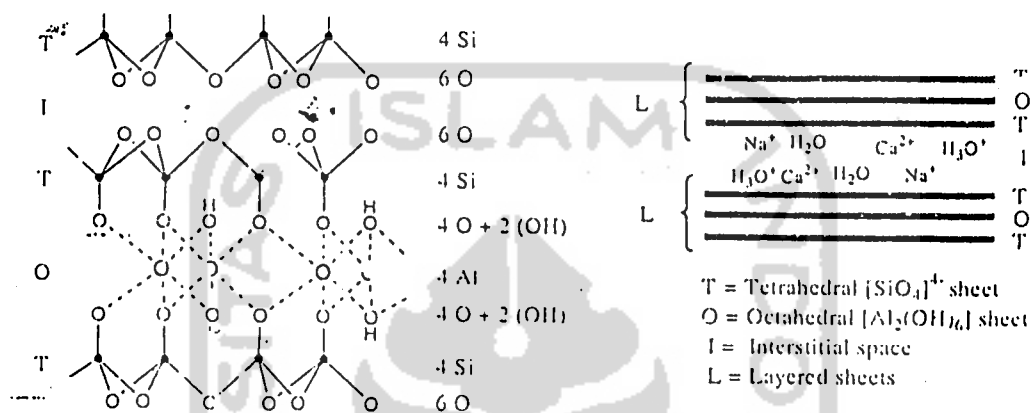 T
4 Si
6 O
I
6 O
T
4 Si
4 O + 2 (OH)
O
4 Al
4 O + 2 (OH)
T
4 Si
6 O
L
T
O
T
Na⁺ H₂O Ca²⁺ H₃O⁺
I
H₃O⁺ Ca²⁺ H₂O Na⁺
L
T
O
T
T = Tetrahedral [SiO₄]⁴⁺ sheet
O = Octahedral [Al₂(OH)₆] sheet
I = Interstitial space
L = Layered sheets
ISLAM